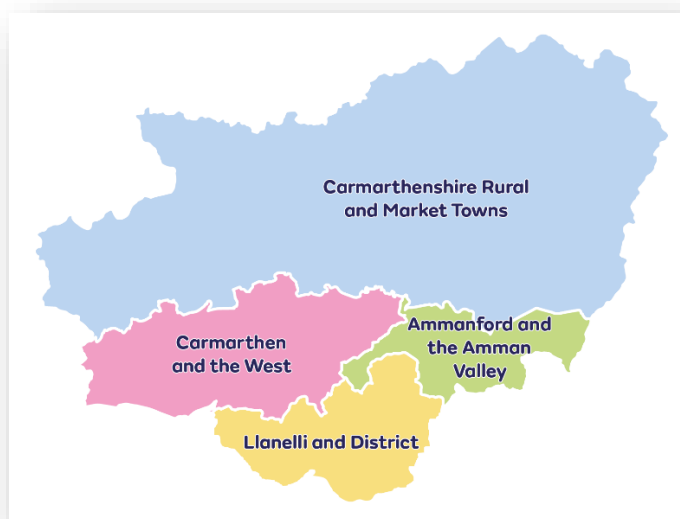 Carmarthenshire Rural
and Market Towns
Ammanford and
the Amman
Valley
Carmarthen
and the West
Llanelli and District